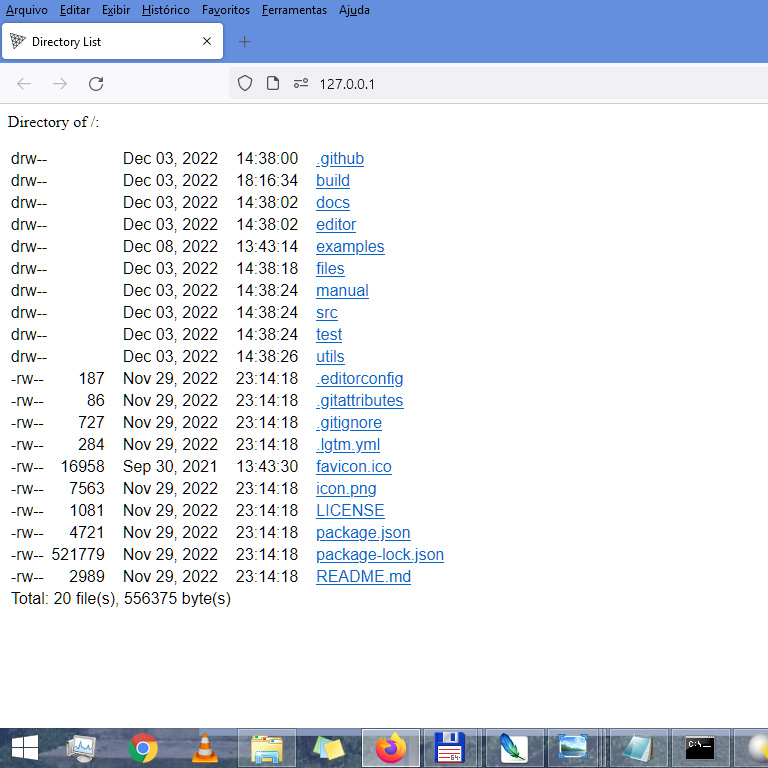 Arquivo Editar Exibir Histórico Favoritos Ferramentas Ajuda
Directory List
127.0.0.1
Directory of /:
drw-- Dec 03, 2022 14:38:00 .github
drw-- Dec 03, 2022 18:16:34 build
drw-- Dec 03, 2022 14:38:02 docs
drw-- Dec 03, 2022 14:38:02 editor
drw-- Dec 08, 2022 13:43:14 examples
drw-- Dec 03, 2022 14:38:18 files
drw-- Dec 03, 2022 14:38:24 manual
drw-- Dec 03, 2022 14:38:24 src
drw-- Dec 03, 2022 14:38:24 test
drw-- Dec 03, 2022 14:38:26 utils
-rw-- 187 Nov 29, 2022 23:14:18 .editorconfig
-rw-- 86 Nov 29, 2022 23:14:18 .gitattributes
-rw-- 727 Nov 29, 2022 23:14:18 .gitignore
-rw-- 284 Nov 29, 2022 23:14:18 .lgtm.yml
-rw-- 16958 Sep 30, 2021 13:43:30 favicon.ico
-rw-- 7563 Nov 29, 2022 23:14:18 icon.png
-rw-- 1081 Nov 29, 2022 23:14:18 LICENSE
-rw-- 4721 Nov 29, 2022 23:14:18 package.json
-rw-- 521779 Nov 29, 2022 23:14:18 package-lock.json
-rw-- 2989 Nov 29, 2022 23:14:18 README.md
Total: 20 file(s), 556375 byte(s)
64
C:\_